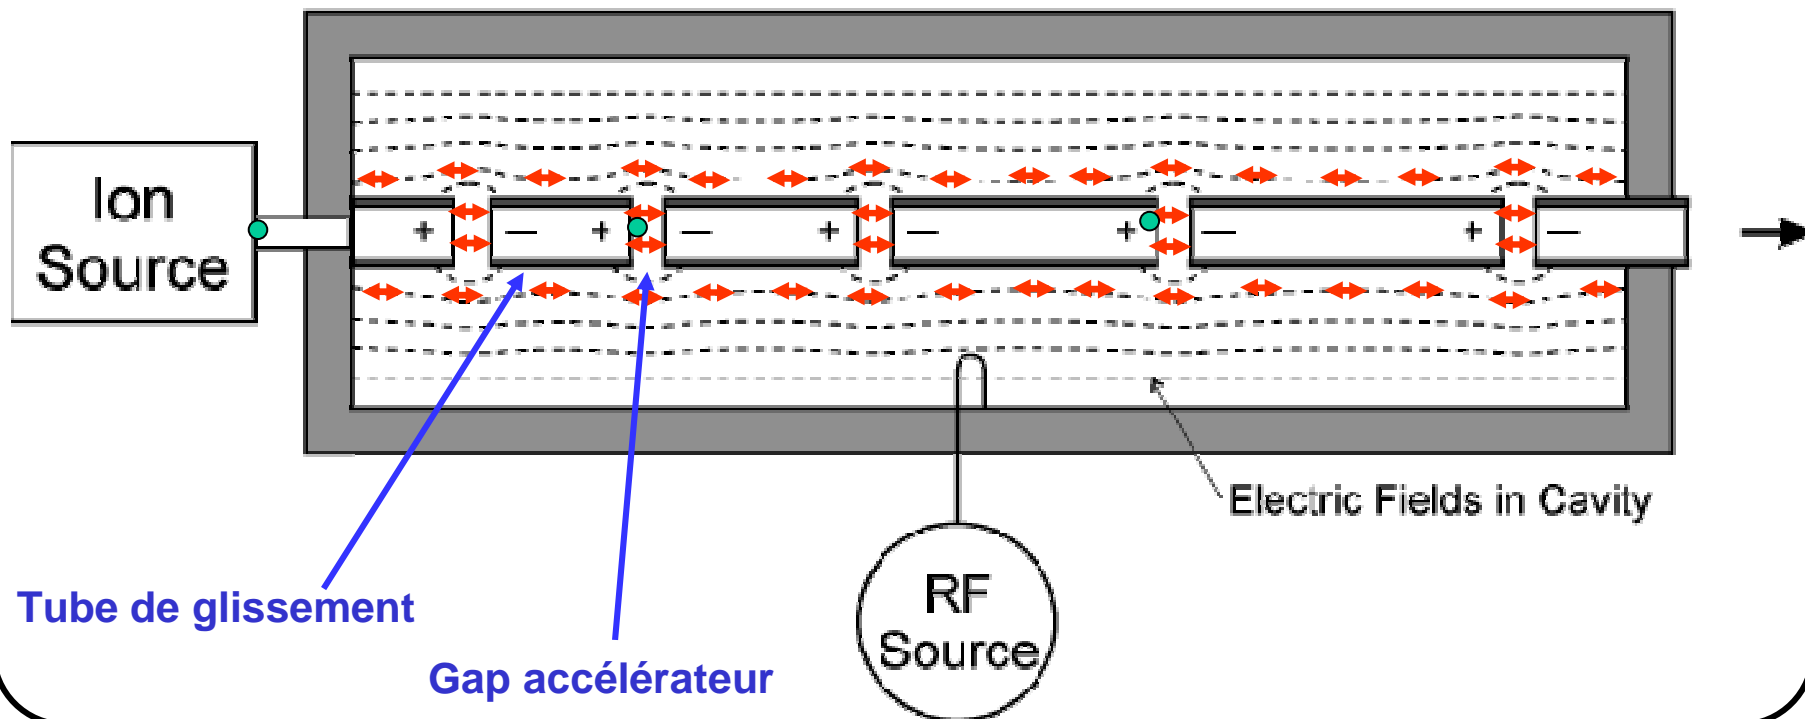 Ion
Source
+ — + — + — + — + —
Electric Fields in Cavity
RF
Source
Tube de glissement
Gap accélérateur